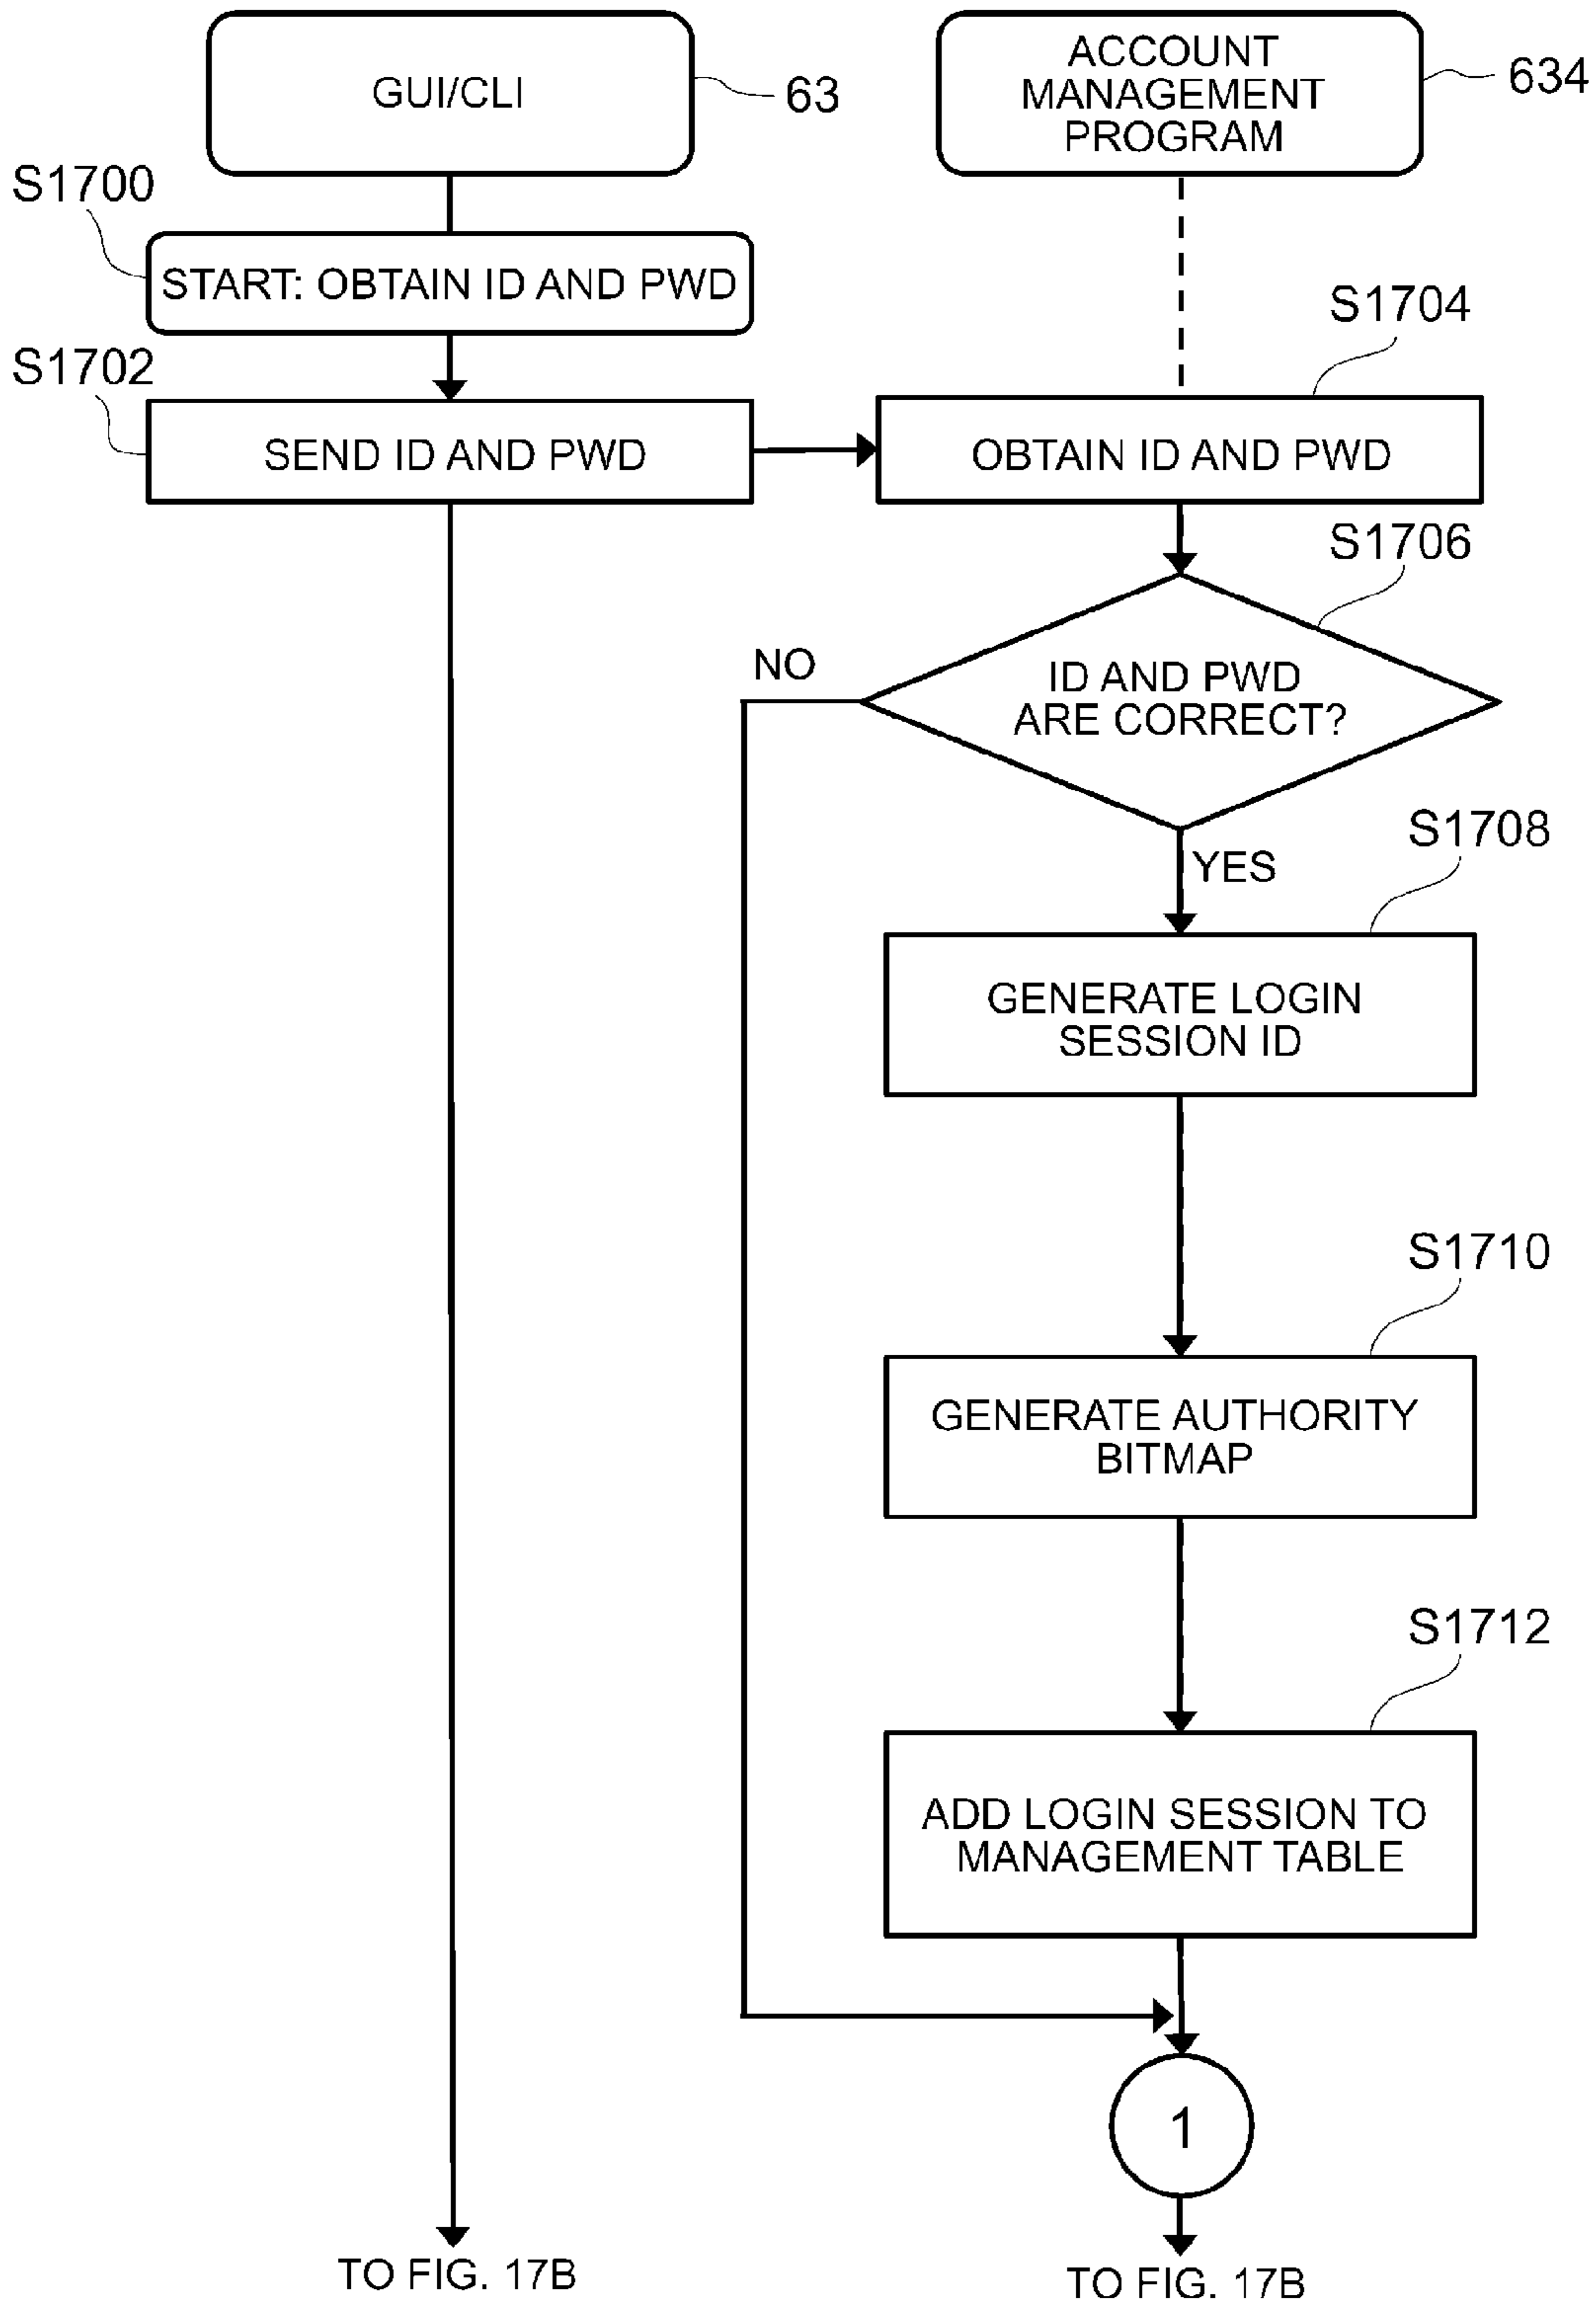 GUI/CLI
63
ACCOUNT
MANAGEMENT
PROGRAM
634
S1700
START: OBTAIN ID AND PWD
S1702
SEND ID AND PWD
S1704
OBTAIN ID AND PWD
S1706
NO
ID AND PWD
ARE CORRECT?
YES
S1708
GENERATE LOGIN
SESSION ID
S1710
GENERATE AUTHORITY
BITMAP
S1712
ADD LOGIN SESSION TO
MANAGEMENT TABLE
1
TO FIG. 17B
TO FIG. 17B